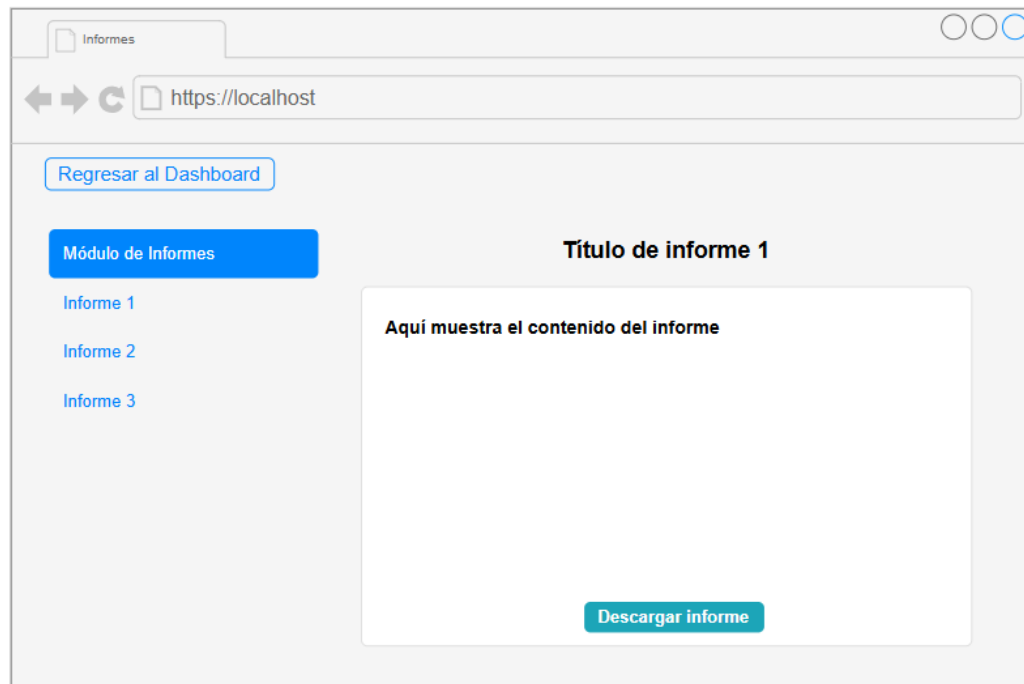 Informes
https://localhost
Regresar al Dashboard
Módulo de Informes
Informe 1
Informe 2
Informe 3
Título de informe 1
Aquí muestra el contenido del informe
Descargar informe